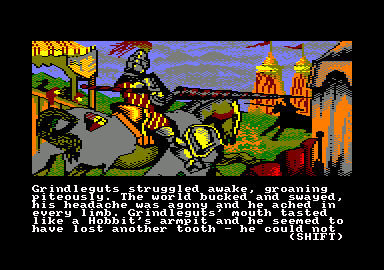 Grindleguts struggled awake, groaning
piteously. The world bucked and swayed,
his headache was agony and he ached in
every limb. Grindleguts' mouth tasted
like a Hobbit's armpit and he seemed to
have lost another tooth - he could not
(SHIFT)